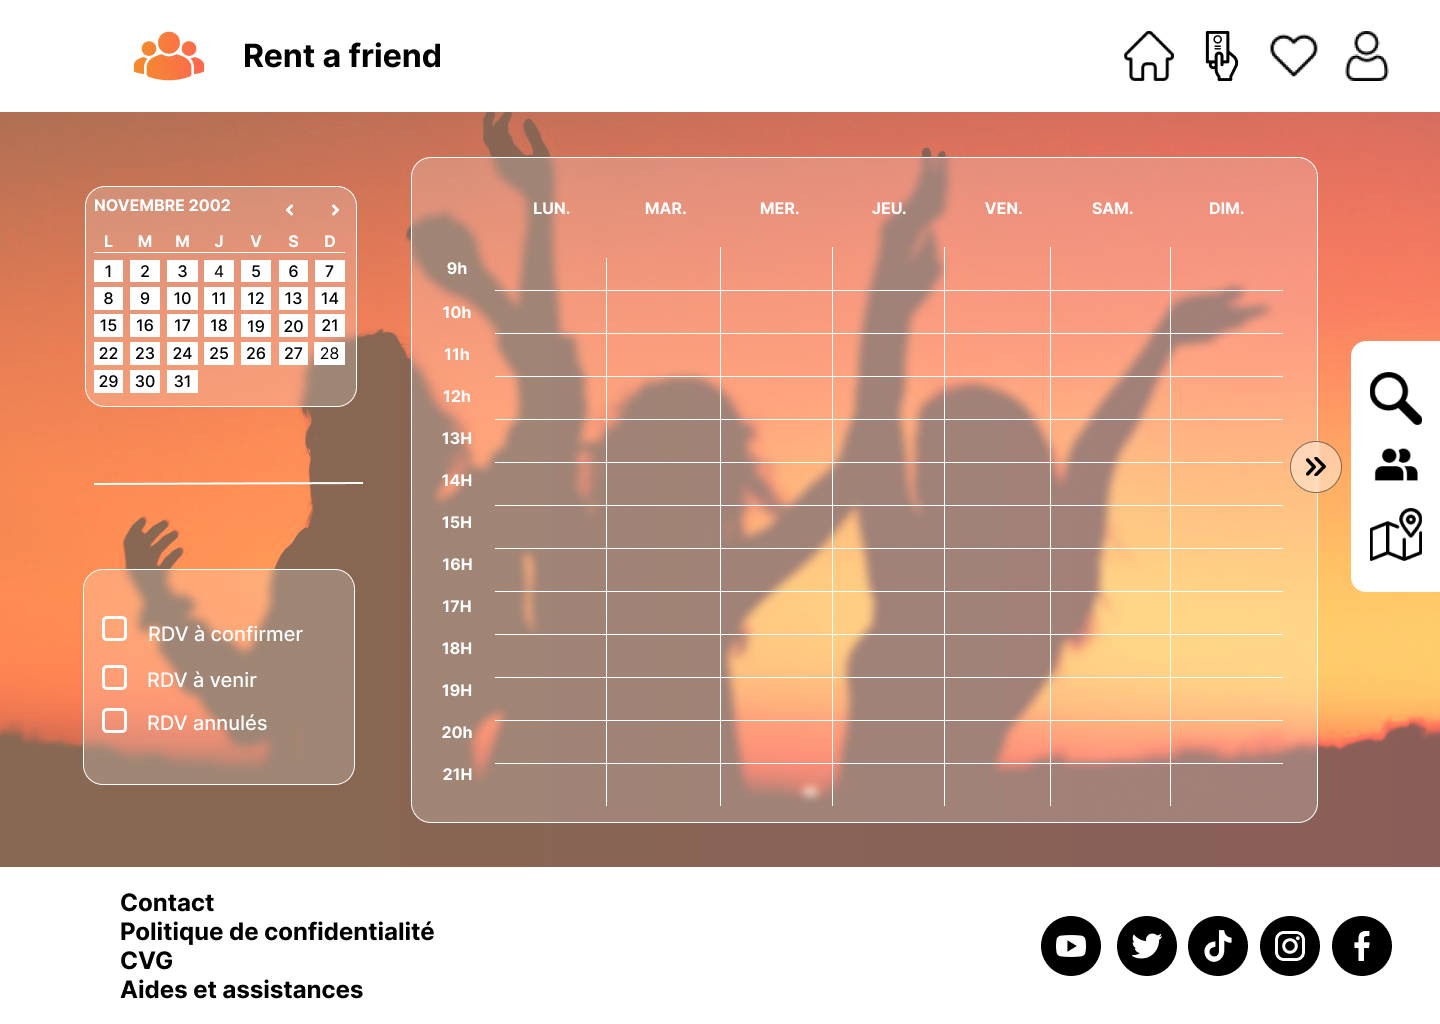 Rent a friend
NOVEMBRE 2002
L M M J V S D
1 2 3 4 5 6 7
8 9 10 11 12 13 14
15 16 17 18 19 20 21
22 23 24 25 26 27 28
29 30 31
RDV à confirmer
RDV à venir
RDV annulés
LUN. MAR. MER. JEU. VEN. SAM. DIM.
9h
10h
11h
12h
13H
14H
15H
16H
17H
18H
19H
20h
21H
Contact
Politique de confidentialité
CVG
Aides et assistances